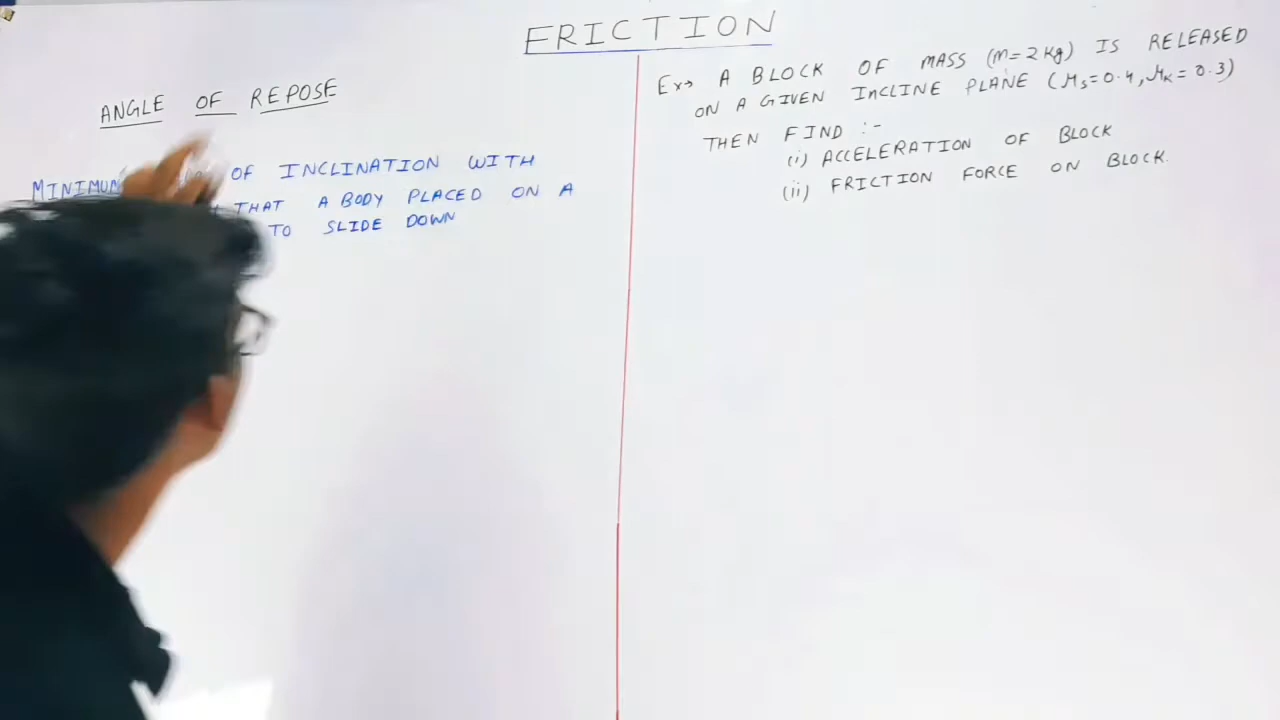 FRICTION
ANGLE OF REPOSE
MINIMUM OF INCLINATION WITH
THAT A BODY PLACED ON A
TO SLIDE DOWN
Ex→ A BLOCK OF MASS (m=2kg) IS RELEASED
ON A GIVEN INCLINE PLANE (μs=0.4, μk=0.3)
THEN FIND :-
(i) ACCELERATION OF BLOCK
(ii) FRICTION FORCE ON BLOCK.